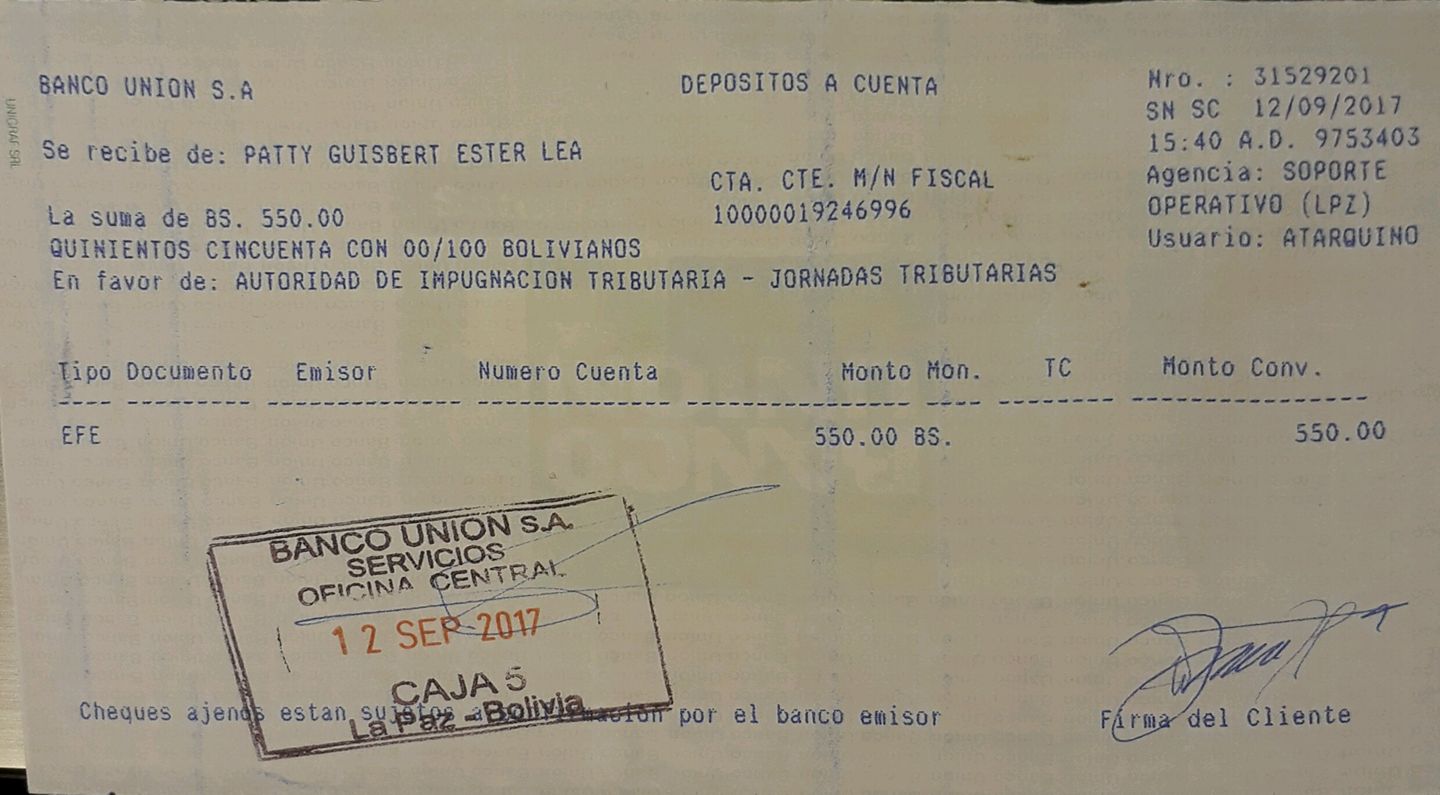 BANCO UNION S.A
DEPOSITOS A CUENTA
Nro. : 31529201
SN SC 12/09/2017
15:40 A.D. 9753403
Agencia: SOPORTE
OPERATIVO (LPZ)
Usuario: ATARQUINO
UNIGRAF SRL
Se recibe de: PATTY GUISBERT ESTER LEA
CTA. CTE. M/N FISCAL
10000019246996
La suma de BS. 550.00
QUINIENTOS CINCUENTA CON 00/100 BOLIVIANOS
En favor de: AUTORIDAD DE IMPUGNACION TRIBUTARIA - JORNADAS TRIBUTARIAS
Tipo Documento Emisor Numero Cuenta Monto Mon. TC Monto Conv.
EFE 550.00 BS. 550.00
BANCO UNION S.A.
SERVICIOS
OFICINA CENTRAL
12 SEP 2017
CAJA 5
La Paz - Bolivia
Cheques ajenos estan sujetos a por el banco emisor
Firma del Cliente